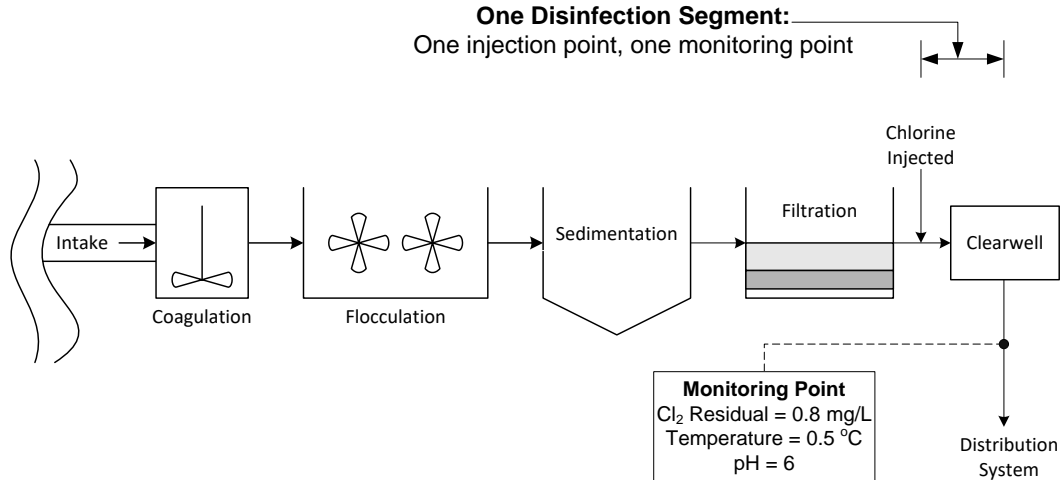 One Disinfection Segment:
One injection point, one monitoring point
Chlorine
Injected
Intake
Coagulation
Flocculation
Sedimentation
Filtration
Clearwell
Monitoring Point
Cl₂ Residual = 0.8 mg/L
Temperature = 0.5 °C
pH = 6
Distribution
System